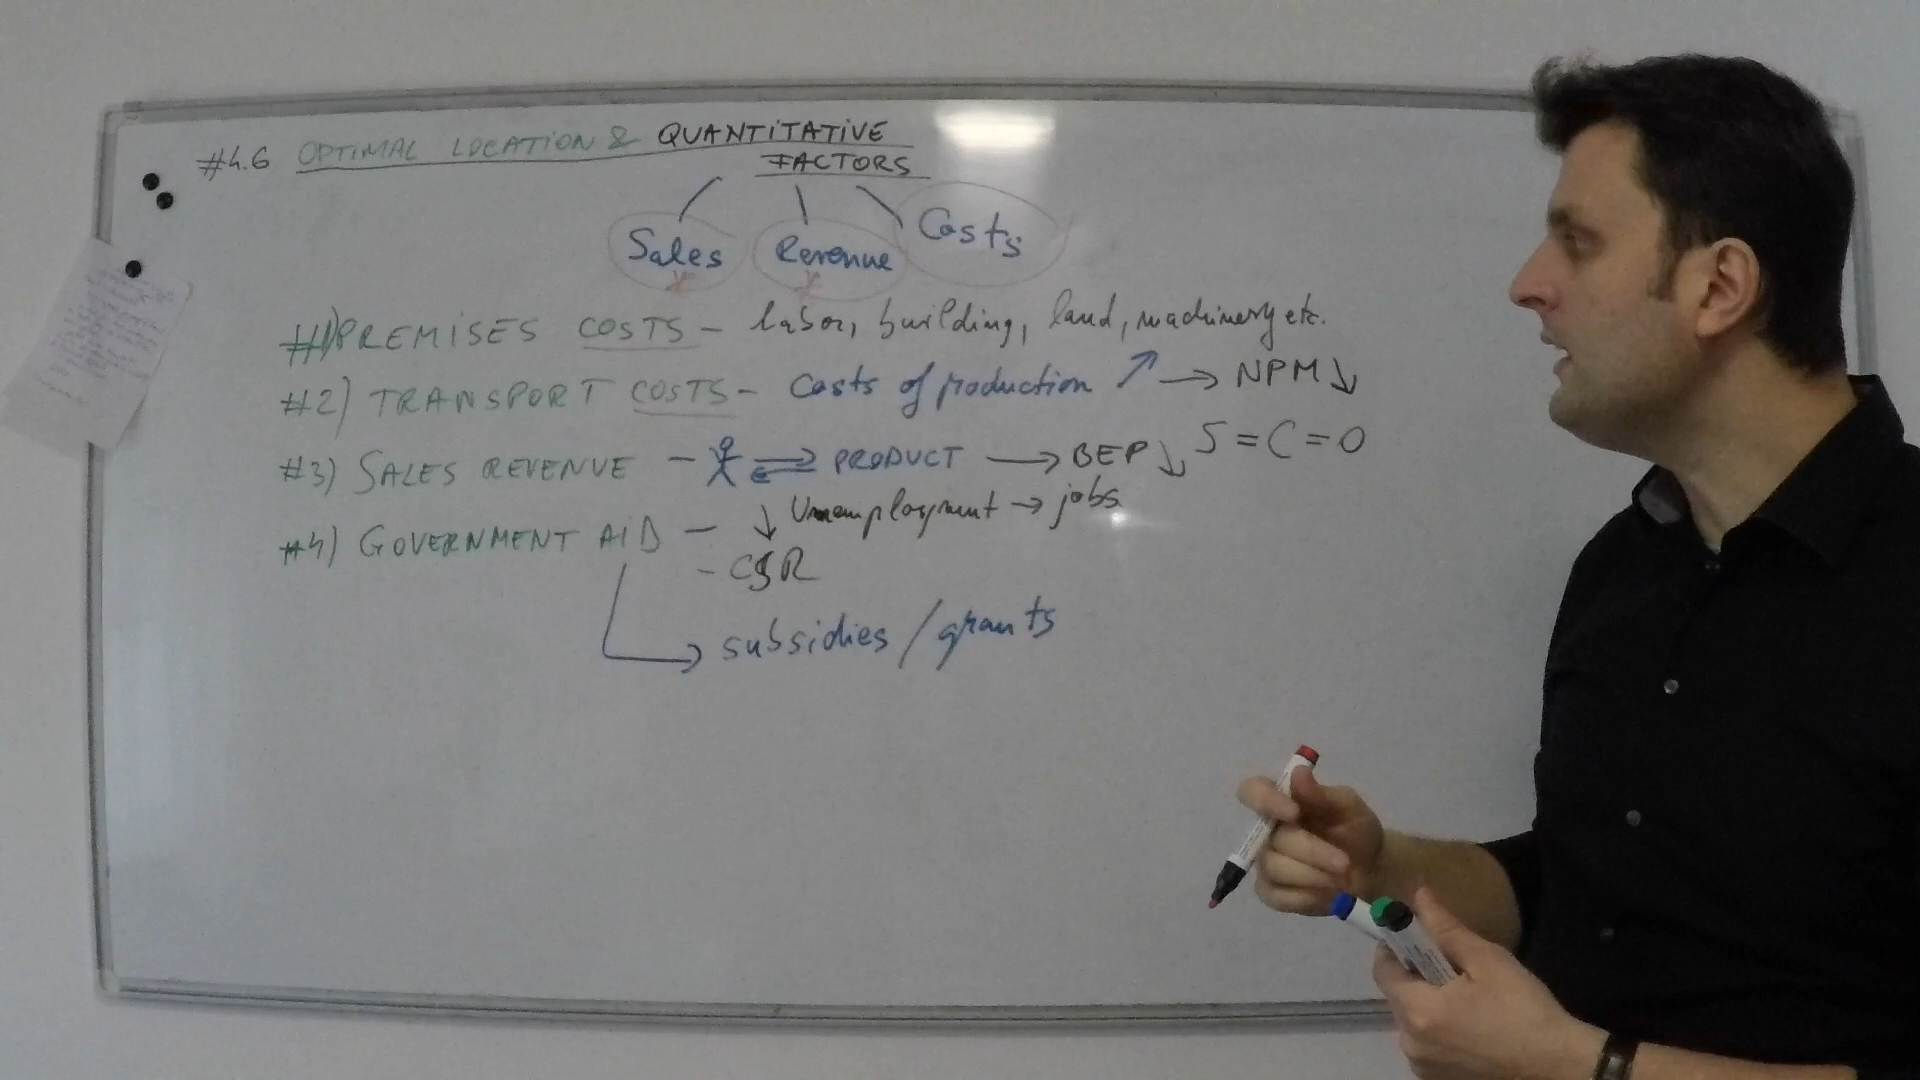 #4.6 OPTIMAL LOCATION & QUANTITATIVE
FACTORS
Sales Revenue Costs
#1) PREMISES COSTS - labor, building, land, machinery etc.
#2) TRANSPORT COSTS - Costs of production ↗ → NPM ↓
#3) SALES REVENUE - ⇄ PRODUCT → BEP ↓ S = C = 0
#4) GOVERNMENT AID - ↓ Unemployment → jobs
- CSR
→ subsidies / grants